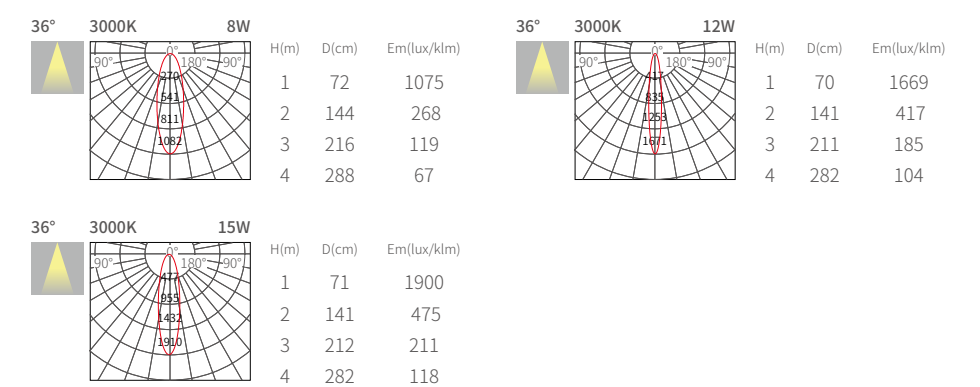 36° 3000K 8W
H(m) D(cm) Em(lux/klm)
0°
90° 180° 90°
270
541
811
1082
1 72 1075
2 144 268
3 216 119
4 288 67
36° 3000K 12W
H(m) D(cm) Em(lux/klm)
0°
90° 180° 90°
417
835
1253
1671
1 70 1669
2 141 417
3 211 185
4 282 104
36° 3000K 15W
H(m) D(cm) Em(lux/klm)
0°
90° 180° 90°
477
955
1432
1910
1 71 1900
2 141 475
3 212 211
4 282 118